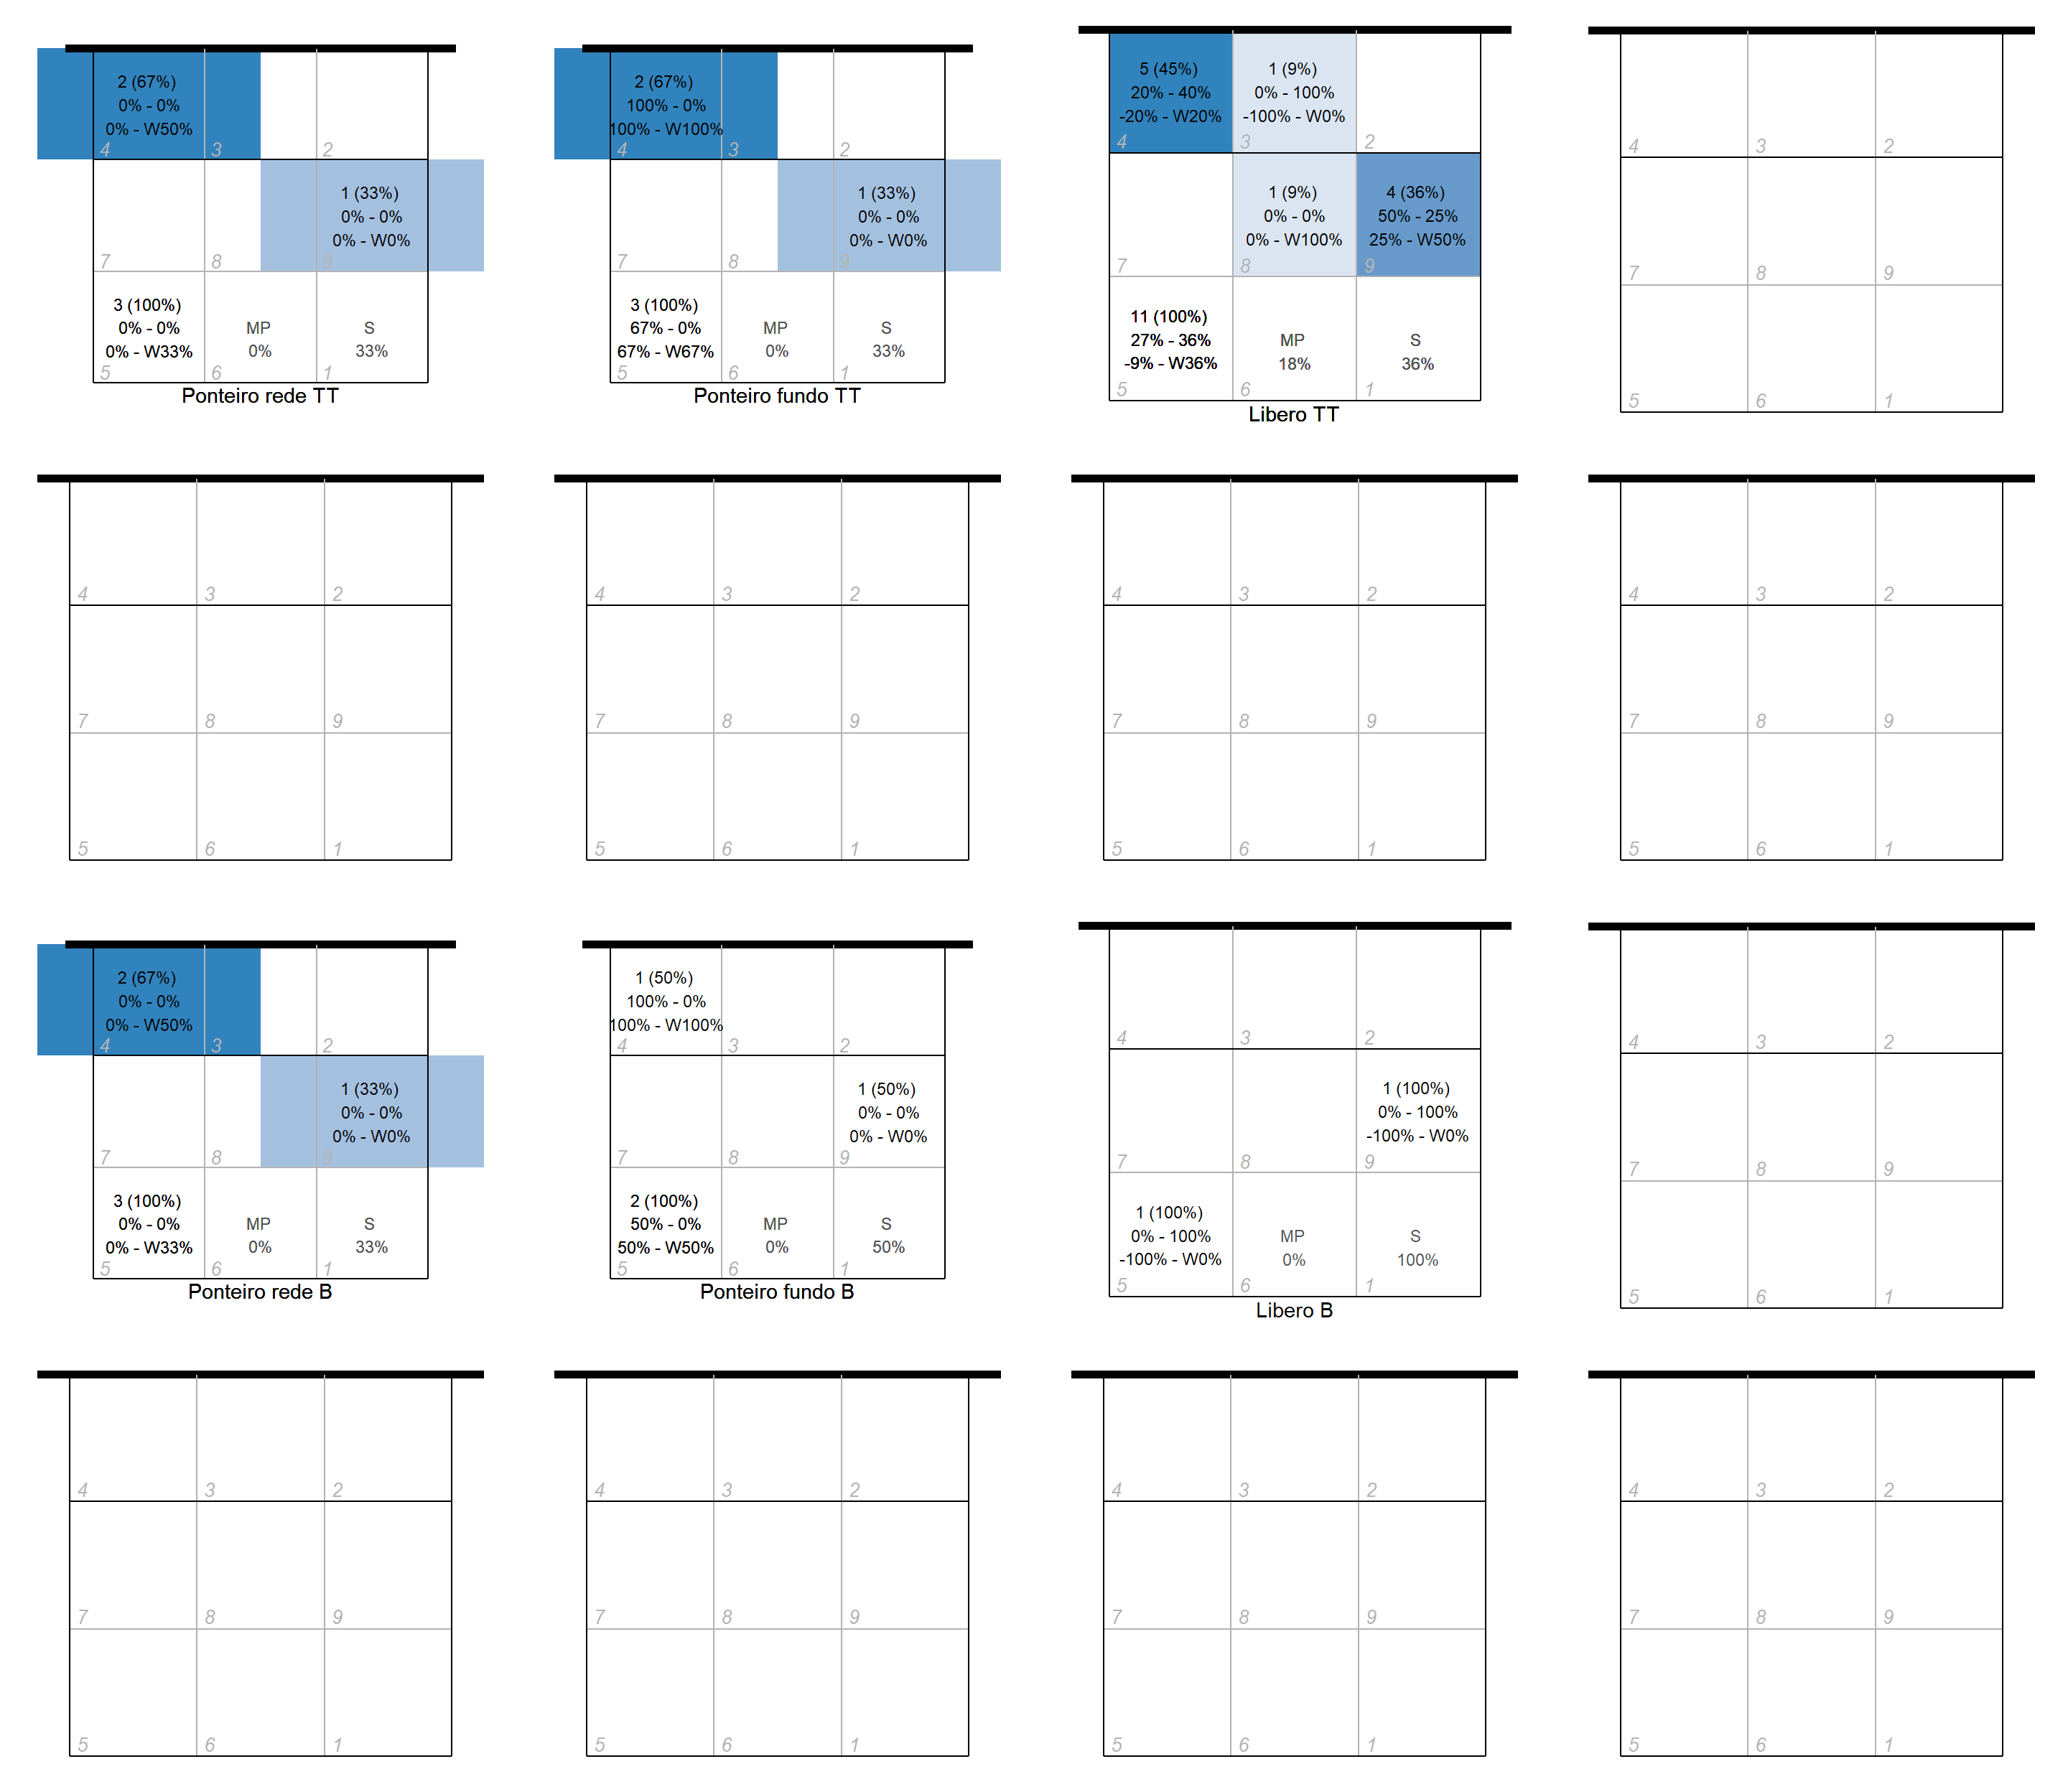 2 (67%)
0% - 0%
0% - W50%
4 3 2
1 (33%)
0% - 0%
0% - W0%
7 8 9
3 (100%)
0% - 0%
0% - W33%
MP
0%
S
33%
5 6 1
Ponteiro rede TT
2 (67%)
100% - 0%
100% - W100%
4 3 2
1 (33%)
0% - 0%
0% - W0%
7 8 9
3 (100%)
67% - 0%
67% - W67%
MP
0%
S
33%
5 6 1
Ponteiro fundo TT
5 (45%)
20% - 40%
-20% - W20%
1 (9%)
0% - 100%
-100% - W0%
4 3 2
1 (9%)
0% - 0%
0% - W100%
4 (36%)
50% - 25%
25% - W50%
7 8 9
11 (100%)
27% - 36%
-9% - W36%
MP
18%
S
36%
5 6 1
Libero TT
4 3 2
7 8 9
5 6 1
4 3 2
7 8 9
5 6 1
4 3 2
7 8 9
5 6 1
4 3 2
7 8 9
5 6 1
4 3 2
7 8 9
5 6 1
2 (67%)
0% - 0%
0% - W50%
4 3 2
1 (33%)
0% - 0%
0% - W0%
7 8 9
3 (100%)
0% - 0%
0% - W33%
MP
0%
S
33%
5 6 1
Ponteiro rede B
1 (50%)
100% - 0%
100% - W100%
4 3 2
1 (50%)
0% - 0%
0% - W0%
7 8 9
2 (100%)
50% - 0%
50% - W50%
MP
0%
S
50%
5 6 1
Ponteiro fundo B
4 3 2
1 (100%)
0% - 100%
-100% - W0%
7 8 9
1 (100%)
0% - 100%
-100% - W0%
MP
0%
S
100%
5 6 1
Libero B
4 3 2
7 8 9
5 6 1
4 3 2
7 8 9
5 6 1
4 3 2
7 8 9
5 6 1
4 3 2
7 8 9
5 6 1
4 3 2
7 8 9
5 6 1